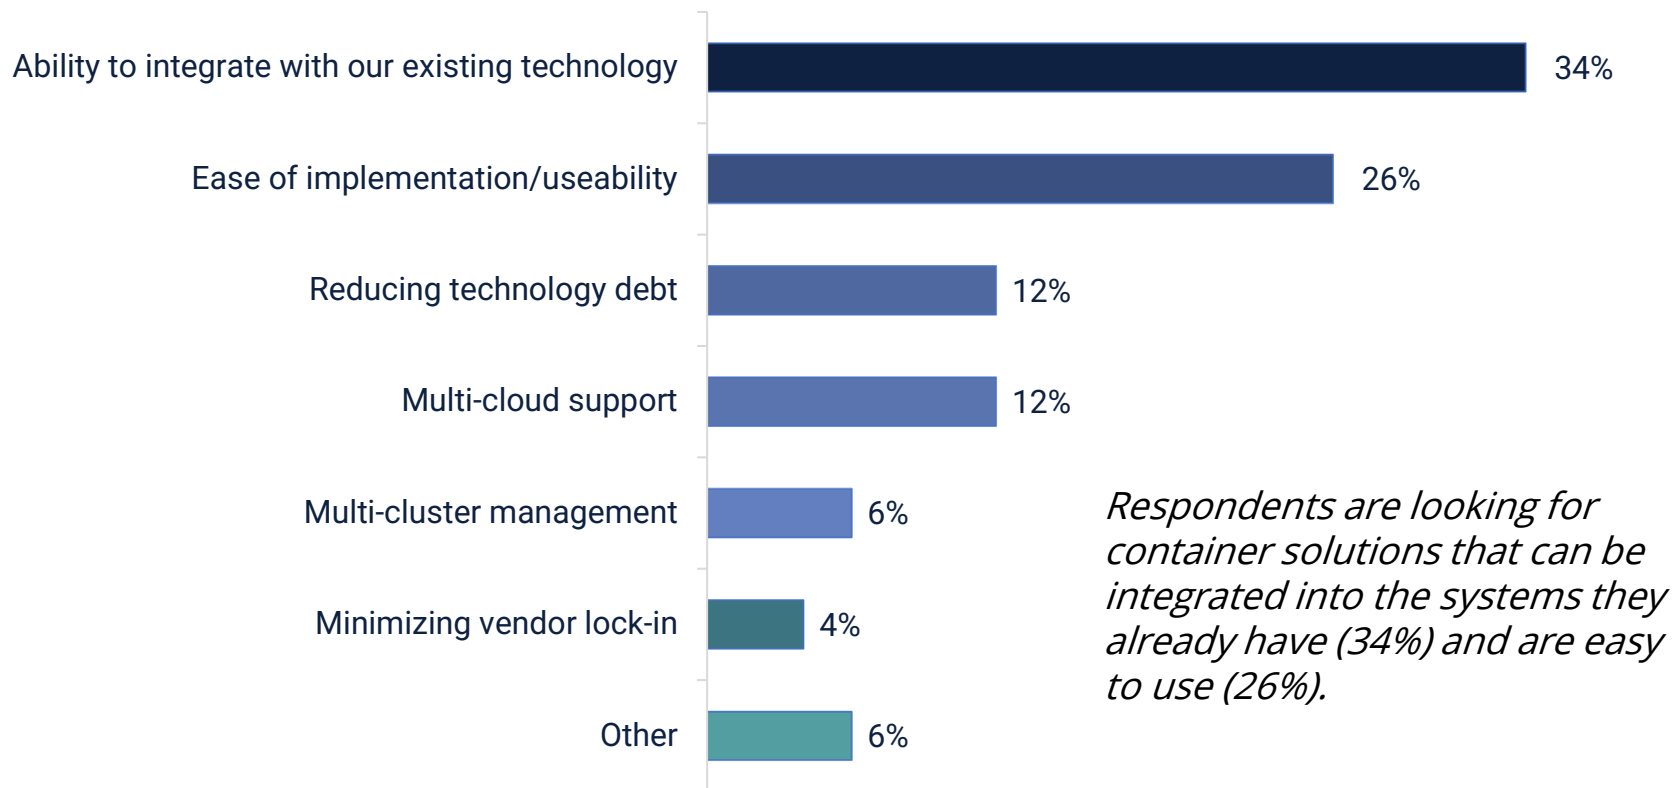 Ability to integrate with our existing technology 34%
Ease of implementation/useability 26%
Reducing technology debt 12%
Multi-cloud support 12%
Multi-cluster management 6%
Minimizing vendor lock-in 4%
Other 6%
Respondents are looking for
container solutions that can be
integrated into the systems they
already have (34%) and are easy
to use (26%).